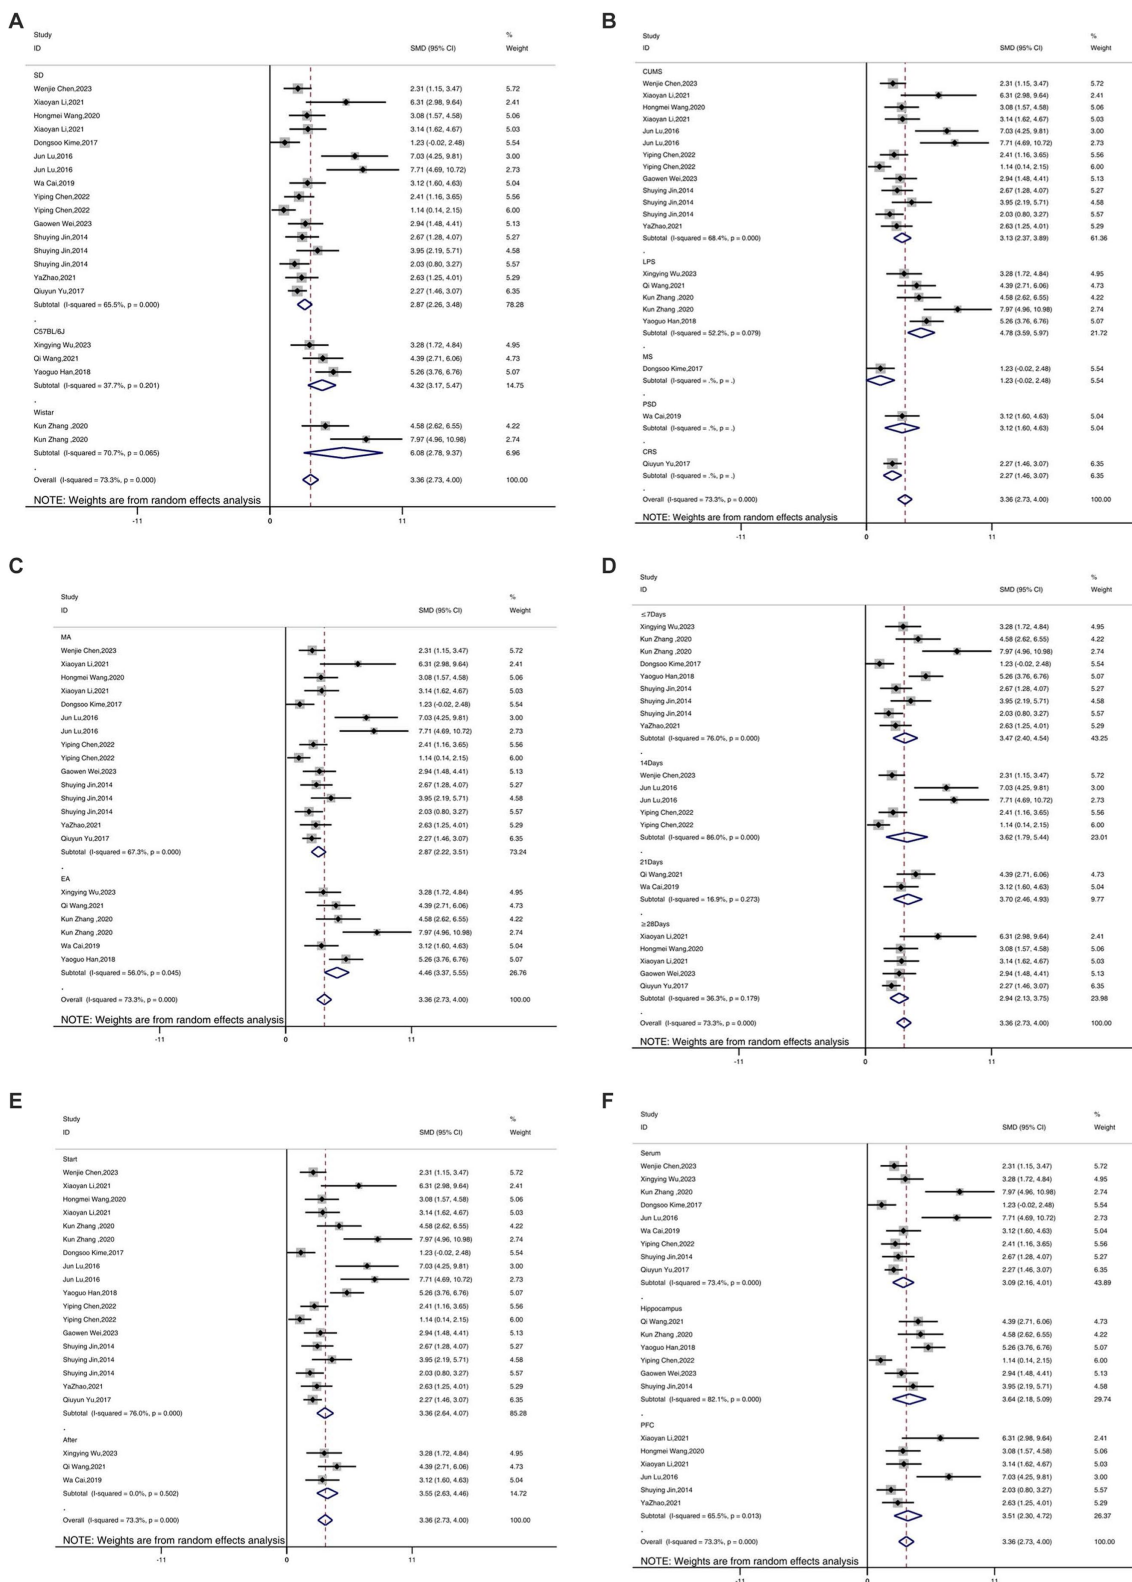 A
Study %
ID SMD (95% CI) Weight
SD
Wenjie Chen,2023 2.31 (1.15, 3.47) 5.72
Xiaoyan Li,2021 6.31 (2.98, 9.64) 2.41
Hongmei Wang,2020 3.08 (1.57, 4.58) 5.06
Xiaoyan Li,2021 3.14 (1.62, 4.67) 5.03
Dongsoo Kime,2017 1.23 (-0.02, 2.48) 5.54
Jun Lu,2016 7.03 (4.25, 9.81) 3.00
Jun Lu,2016 7.71 (4.69, 10.72) 2.73
Wa Cai,2019 3.12 (1.60, 4.63) 5.04
Yiping Chen,2022 2.41 (1.16, 3.65) 5.56
Yiping Chen,2022 1.14 (0.14, 2.15) 6.00
Gaowen Wei,2023 2.94 (1.48, 4.41) 5.13
Shuying Jin,2014 2.67 (1.28, 4.07) 5.27
Shuying Jin,2014 3.95 (2.19, 5.71) 4.58
Shuying Jin,2014 2.03 (0.80, 3.27) 5.57
YaZhao,2021 2.63 (1.25, 4.01) 5.29
Qiuyun Yu,2017 2.27 (1.46, 3.07) 6.35
Subtotal (I-squared = 65.5%, p = 0.000) 2.87 (2.26, 3.48) 78.28
.
C57BL/6J
Xingying Wu,2023 3.28 (1.72, 4.84) 4.95
Qi Wang,2021 4.39 (2.71, 6.06) 4.73
Yaoguo Han,2018 5.26 (3.76, 6.76) 5.07
Subtotal (I-squared = 37.7%, p = 0.201) 4.32 (3.17, 5.47) 14.75
.
Wistar
Kun Zhang ,2020 4.58 (2.62, 6.55) 4.22
Kun Zhang ,2020 7.97 (4.96, 10.98) 2.74
Subtotal (I-squared = 70.7%, p = 0.065) 6.08 (2.78, 9.37) 6.96
.
Overall (I-squared = 73.3%, p = 0.000) 3.36 (2.73, 4.00) 100.00
NOTE: Weights are from random effects analysis
-11 0 11
B
Study %
ID SMD (95% CI) Weight
CUMS
Wenjie Chen,2023 2.31 (1.15, 3.47) 5.72
Xiaoyan Li,2021 6.31 (2.98, 9.64) 2.41
Hongmei Wang,2020 3.08 (1.57, 4.58) 5.06
Xiaoyan Li,2021 3.14 (1.62, 4.67) 5.03
Jun Lu,2016 7.03 (4.25, 9.81) 3.00
Jun Lu,2016 7.71 (4.69, 10.72) 2.73
Yiping Chen,2022 2.41 (1.16, 3.65) 5.56
Yiping Chen,2022 1.14 (0.14, 2.15) 6.00
Gaowen Wei,2023 2.94 (1.48, 4.41) 5.13
Shuying Jin,2014 2.67 (1.28, 4.07) 5.27
Shuying Jin,2014 3.95 (2.19, 5.71) 4.58
Shuying Jin,2014 2.03 (0.80, 3.27) 5.57
YaZhao,2021 2.63 (1.25, 4.01) 5.29
Subtotal (I-squared = 68.4%, p = 0.000) 3.13 (2.37, 3.89) 61.36
.
LPS
Xingying Wu,2023 3.28 (1.72, 4.84) 4.95
Qi Wang,2021 4.39 (2.71, 6.06) 4.73
Kun Zhang ,2020 4.58 (2.62, 6.55) 4.22
Kun Zhang ,2020 7.97 (4.96, 10.98) 2.74
Yaoguo Han,2018 5.26 (3.76, 6.76) 5.07
Subtotal (I-squared = 52.2%, p = 0.079) 4.78 (3.59, 5.97) 21.72
.
MS
Dongsoo Kime,2017 1.23 (-0.02, 2.48) 5.54
Subtotal (I-squared = .%, p = .) 1.23 (-0.02, 2.48) 5.54
.
PSD
Wa Cai,2019 3.12 (1.60, 4.63) 5.04
Subtotal (I-squared = .%, p = .) 3.12 (1.60, 4.63) 5.04
.
CRS
Qiuyun Yu,2017 2.27 (1.46, 3.07) 6.35
Subtotal (I-squared = .%, p = .) 2.27 (1.46, 3.07) 6.35
.
Overall (I-squared = 73.3%, p = 0.000) 3.36 (2.73, 4.00) 100.00
NOTE: Weights are from random effects analysis
-11 0 11
C
Study %
ID SMD (95% CI) Weight
MA
Wenjie Chen,2023 2.31 (1.15, 3.47) 5.72
Xiaoyan Li,2021 6.31 (2.98, 9.64) 2.41
Hongmei Wang,2020 3.08 (1.57, 4.58) 5.06
Xiaoyan Li,2021 3.14 (1.62, 4.67) 5.03
Dongsoo Kime,2017 1.23 (-0.02, 2.48) 5.54
Jun Lu,2016 7.03 (4.25, 9.81) 3.00
Jun Lu,2016 7.71 (4.69, 10.72) 2.73
Yiping Chen,2022 2.41 (1.16, 3.65) 5.56
Yiping Chen,2022 1.14 (0.14, 2.15) 6.00
Gaowen Wei,2023 2.94 (1.48, 4.41) 5.13
Shuying Jin,2014 2.67 (1.28, 4.07) 5.27
Shuying Jin,2014 3.95 (2.19, 5.71) 4.58
Shuying Jin,2014 2.03 (0.80, 3.27) 5.57
YaZhao,2021 2.63 (1.25, 4.01) 5.29
Qiuyun Yu,2017 2.27 (1.46, 3.07) 6.35
Subtotal (I-squared = 67.3%, p = 0.000) 2.87 (2.22, 3.51) 73.24
.
EA
Xingying Wu,2023 3.28 (1.72, 4.84) 4.95
Qi Wang,2021 4.39 (2.71, 6.06) 4.73
Kun Zhang ,2020 4.58 (2.62, 6.55) 4.22
Kun Zhang ,2020 7.97 (4.96, 10.98) 2.74
Wa Cai,2019 3.12 (1.60, 4.63) 5.04
Yaoguo Han,2018 5.26 (3.76, 6.76) 5.07
Subtotal (I-squared = 56.0%, p = 0.045) 4.46 (3.37, 5.55) 26.76
.
Overall (I-squared = 73.3%, p = 0.000) 3.36 (2.73, 4.00) 100.00
NOTE: Weights are from random effects analysis
-11 0 11
D
Study %
ID SMD (95% CI) Weight
≤7Days
Xingying Wu,2023 3.28 (1.72, 4.84) 4.95
Kun Zhang ,2020 4.58 (2.62, 6.55) 4.22
Kun Zhang ,2020 7.97 (4.96, 10.98) 2.74
Dongsoo Kime,2017 1.23 (-0.02, 2.48) 5.54
Yaoguo Han,2018 5.26 (3.76, 6.76) 5.07
Shuying Jin,2014 2.67 (1.28, 4.07) 5.27
Shuying Jin,2014 3.95 (2.19, 5.71) 4.58
Shuying Jin,2014 2.03 (0.80, 3.27) 5.57
YaZhao,2021 2.63 (1.25, 4.01) 5.29
Subtotal (I-squared = 76.0%, p = 0.000) 3.47 (2.40, 4.54) 43.25
.
14Days
Wenjie Chen,2023 2.31 (1.15, 3.47) 5.72
Jun Lu,2016 7.03 (4.25, 9.81) 3.00
Jun Lu,2016 7.71 (4.69, 10.72) 2.73
Yiping Chen,2022 2.41 (1.16, 3.65) 5.56
Yiping Chen,2022 1.14 (0.14, 2.15) 6.00
Subtotal (I-squared = 86.0%, p = 0.000) 3.62 (1.79, 5.44) 23.01
.
21Days
Qi Wang,2021 4.39 (2.71, 6.06) 4.73
Wa Cai,2019 3.12 (1.60, 4.63) 5.04
Subtotal (I-squared = 16.9%, p = 0.273) 3.70 (2.46, 4.93) 9.77
.
≥28Days
Xiaoyan Li,2021 6.31 (2.98, 9.64) 2.41
Hongmei Wang,2020 3.08 (1.57, 4.58) 5.06
Xiaoyan Li,2021 3.14 (1.62, 4.67) 5.03
Gaowen Wei,2023 2.94 (1.48, 4.41) 5.13
Qiuyun Yu,2017 2.27 (1.46, 3.07) 6.35
Subtotal (I-squared = 36.3%, p = 0.179) 2.94 (2.13, 3.75) 23.98
.
Overall (I-squared = 73.3%, p = 0.000) 3.36 (2.73, 4.00) 100.00
NOTE: Weights are from random effects analysis
-11 0 11
E
Study %
ID SMD (95% CI) Weight
Start
Wenjie Chen,2023 2.31 (1.15, 3.47) 5.72
Xiaoyan Li,2021 6.31 (2.98, 9.64) 2.41
Hongmei Wang,2020 3.08 (1.57, 4.58) 5.06
Xiaoyan Li,2021 3.14 (1.62, 4.67) 5.03
Kun Zhang ,2020 4.58 (2.62, 6.55) 4.22
Kun Zhang ,2020 7.97 (4.96, 10.98) 2.74
Dongsoo Kime,2017 1.23 (-0.02, 2.48) 5.54
Jun Lu,2016 7.03 (4.25, 9.81) 3.00
Jun Lu,2016 7.71 (4.69, 10.72) 2.73
Yaoguo Han,2018 5.26 (3.76, 6.76) 5.07
Yiping Chen,2022 2.41 (1.16, 3.65) 5.56
Yiping Chen,2022 1.14 (0.14, 2.15) 6.00
Gaowen Wei,2023 2.94 (1.48, 4.41) 5.13
Shuying Jin,2014 2.67 (1.28, 4.07) 5.27
Shuying Jin,2014 3.95 (2.19, 5.71) 4.58
Shuying Jin,2014 2.03 (0.80, 3.27) 5.57
YaZhao,2021 2.63 (1.25, 4.01) 5.29
Qiuyun Yu,2017 2.27 (1.46, 3.07) 6.35
Subtotal (I-squared = 76.0%, p = 0.000) 3.36 (2.64, 4.07) 85.28
.
After
Xingying Wu,2023 3.28 (1.72, 4.84) 4.95
Qi Wang,2021 4.39 (2.71, 6.06) 4.73
Wa Cai,2019 3.12 (1.60, 4.63) 5.04
Subtotal (I-squared = 0.0%, p = 0.502) 3.55 (2.63, 4.46) 14.72
.
Overall (I-squared = 73.3%, p = 0.000) 3.36 (2.73, 4.00) 100.00
NOTE: Weights are from random effects analysis
-11 0 11
F
Study %
ID SMD (95% CI) Weight
Serum
Wenjie Chen,2023 2.31 (1.15, 3.47) 5.72
Xingying Wu,2023 3.28 (1.72, 4.84) 4.95
Kun Zhang ,2020 7.97 (4.96, 10.98) 2.74
Dongsoo Kime,2017 1.23 (-0.02, 2.48) 5.54
Jun Lu,2016 7.71 (4.69, 10.72) 2.73
Wa Cai,2019 3.12 (1.60, 4.63) 5.04
Yiping Chen,2022 2.41 (1.16, 3.65) 5.56
Shuying Jin,2014 2.67 (1.28, 4.07) 5.27
Qiuyun Yu,2017 2.27 (1.46, 3.07) 6.35
Subtotal (I-squared = 73.4%, p = 0.000) 3.09 (2.16, 4.01) 43.89
.
Hippocampus
Qi Wang,2021 4.39 (2.71, 6.06) 4.73
Kun Zhang ,2020 4.58 (2.62, 6.55) 4.22
Yaoguo Han,2018 5.26 (3.76, 6.76) 5.07
Yiping Chen,2022 1.14 (0.14, 2.15) 6.00
Gaowen Wei,2023 2.94 (1.48, 4.41) 5.13
Shuying Jin,2014 3.95 (2.19, 5.71) 4.58
Subtotal (I-squared = 82.1%, p = 0.000) 3.64 (2.18, 5.09) 29.74
.
PFC
Xiaoyan Li,2021 6.31 (2.98, 9.64) 2.41
Hongmei Wang,2020 3.08 (1.57, 4.58) 5.06
Xiaoyan Li,2021 3.14 (1.62, 4.67) 5.03
Jun Lu,2016 7.03 (4.25, 9.81) 3.00
Shuying Jin,2014 2.03 (0.80, 3.27) 5.57
YaZhao,2021 2.63 (1.25, 4.01) 5.29
Subtotal (I-squared = 65.5%, p = 0.013) 3.51 (2.30, 4.72) 26.37
.
Overall (I-squared = 73.3%, p = 0.000) 3.36 (2.73, 4.00) 100.00
NOTE: Weights are from random effects analysis
-11 0 11